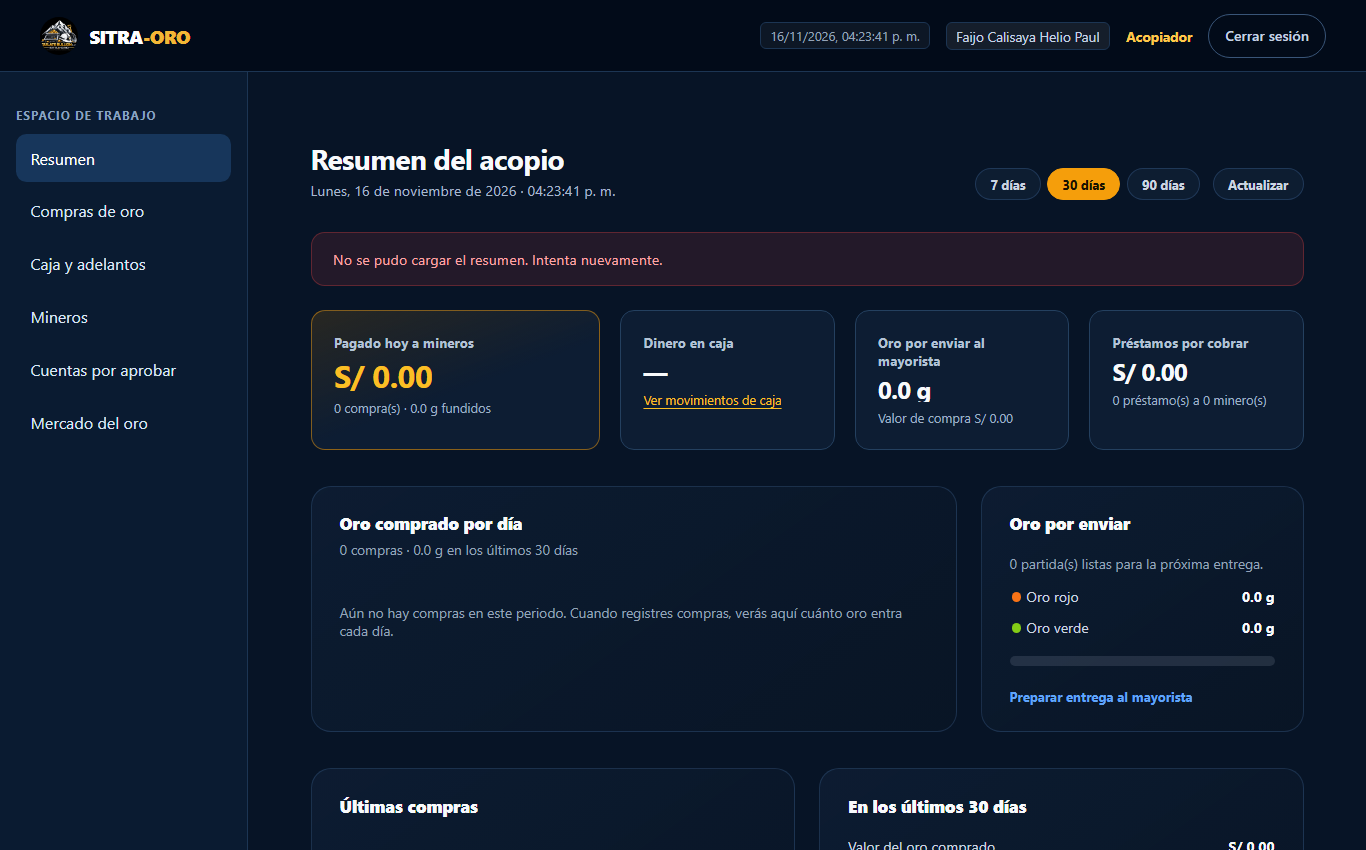 SITRA-ORO
16/11/2026, 04:23:41 p. m.
Faijo Calisaya Helio Paul
Acopiador
Cerrar sesión
ESPACIO DE TRABAJO
Resumen
Compras de oro
Caja y adelantos
Mineros
Cuentas por aprobar
Mercado del oro
Resumen del acopio
Lunes, 16 de noviembre de 2026 · 04:23:41 p. m.
7 días
30 días
90 días
Actualizar
No se pudo cargar el resumen. Intenta nuevamente.
Pagado hoy a mineros
S/ 0.00
0 compra(s) · 0.0 g fundidos
Dinero en caja
—
Ver movimientos de caja
Oro por enviar al
mayorista
0.0 g
Valor de compra S/ 0.00
Préstamos por cobrar
S/ 0.00
0 préstamo(s) a 0 minero(s)
Oro comprado por día
0 compras · 0.0 g en los últimos 30 días
Aún no hay compras en este periodo. Cuando registres compras, verás aquí cuánto oro entra
cada día.
Oro por enviar
0 partida(s) listas para la próxima entrega.
Oro rojo 0.0 g
Oro verde 0.0 g
Preparar entrega al mayorista
Últimas compras
En los últimos 30 días
Valor del oro comprado S/ 0.00